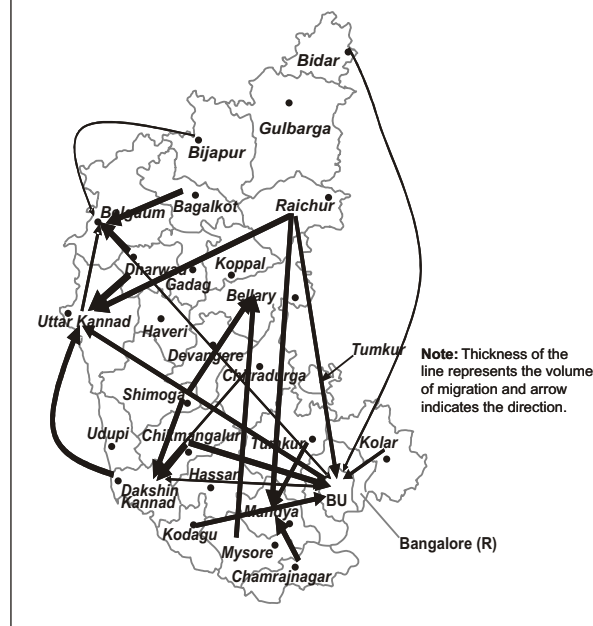 Bidar
Gulbarga
Bijapur
Bagalkot
Raichur
Belgaum
Dharwad
Koppal
Gadag
Bellary
Uttar Kannad
Haveri
Devangere
Tumkur
Note: Thickness of the
line represents the volume
of migration and arrow
indicates the direction.
Chitradurga
Shimoga
Udupi
Chikmangalur
Tumkur
Kolar
Hassan
Dakshin
Kannad
BU
Mandya
Kodagu
Mysore
Bangalore (R)
Chamrajnagar